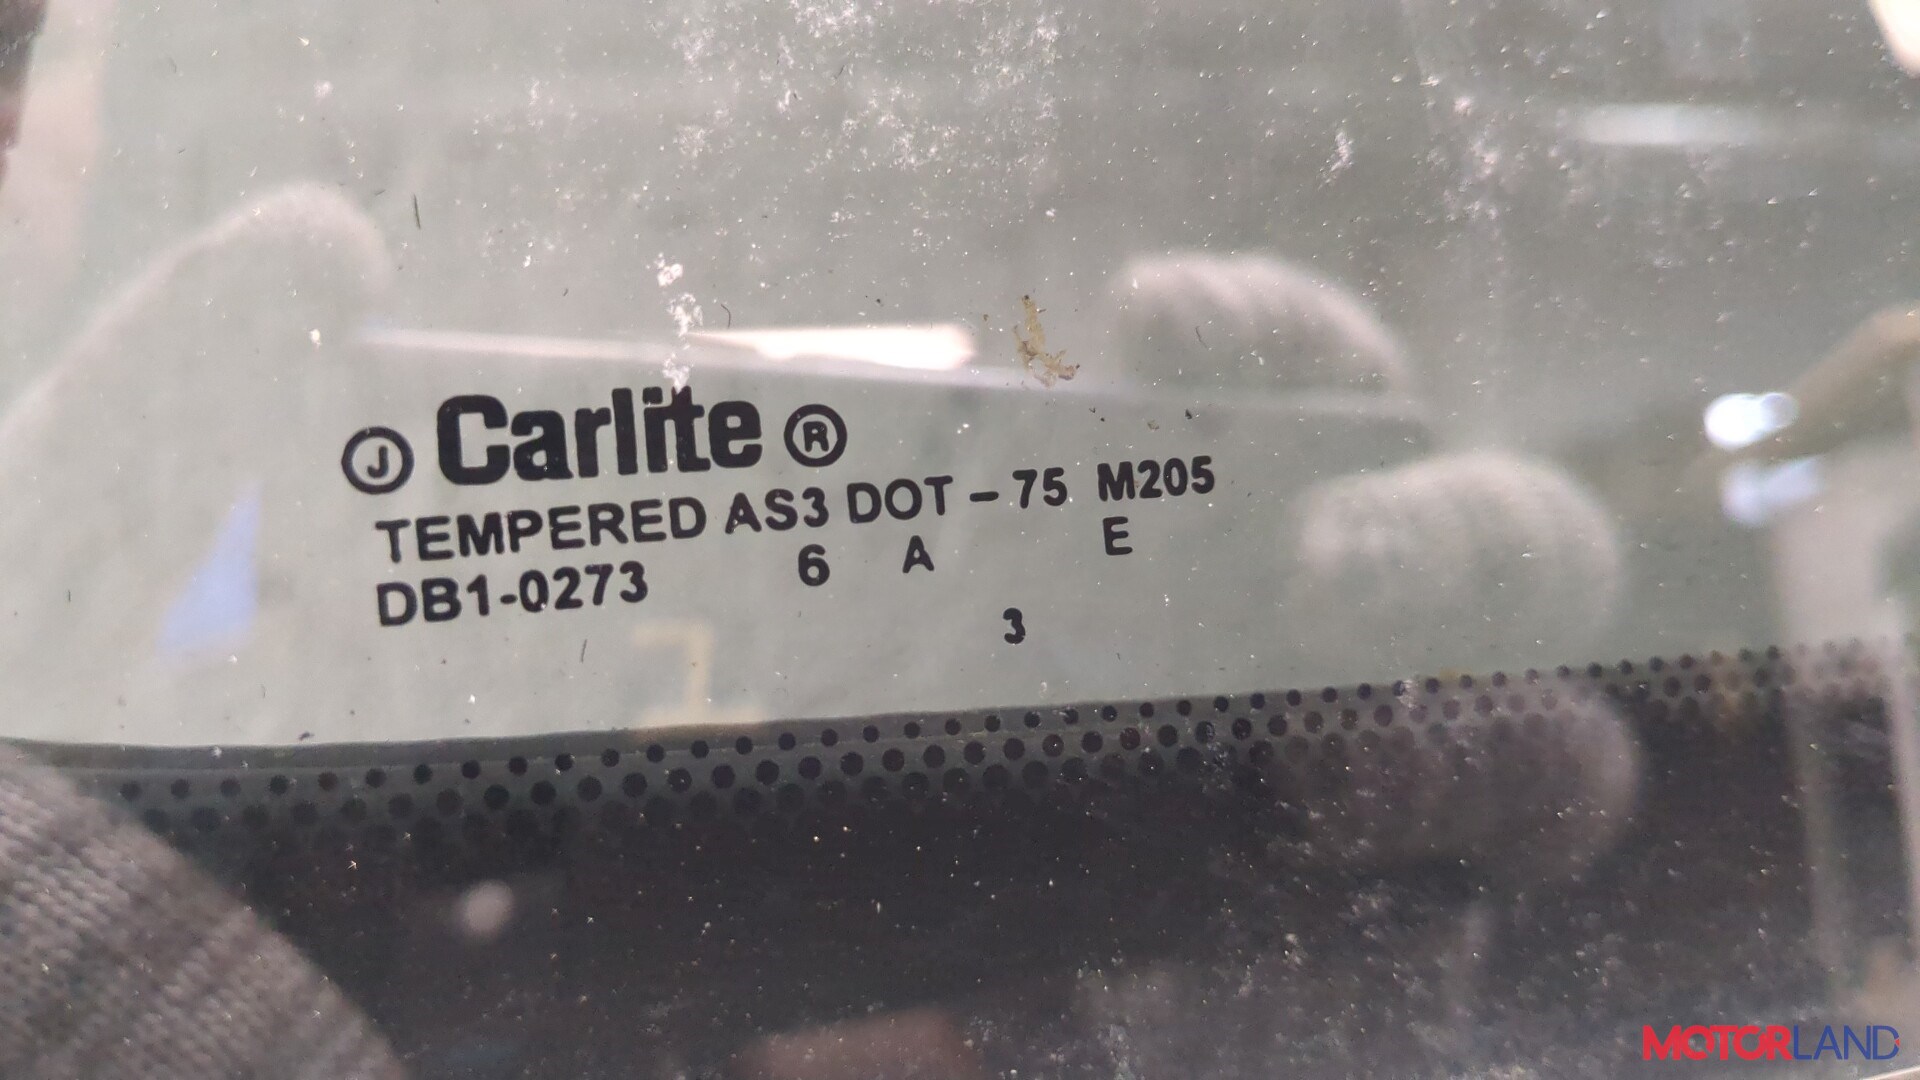 J Carlite ®
TEMPERED AS3 DOT - 75 M205
DB1-0273 6 A E
3
MOTORLAND